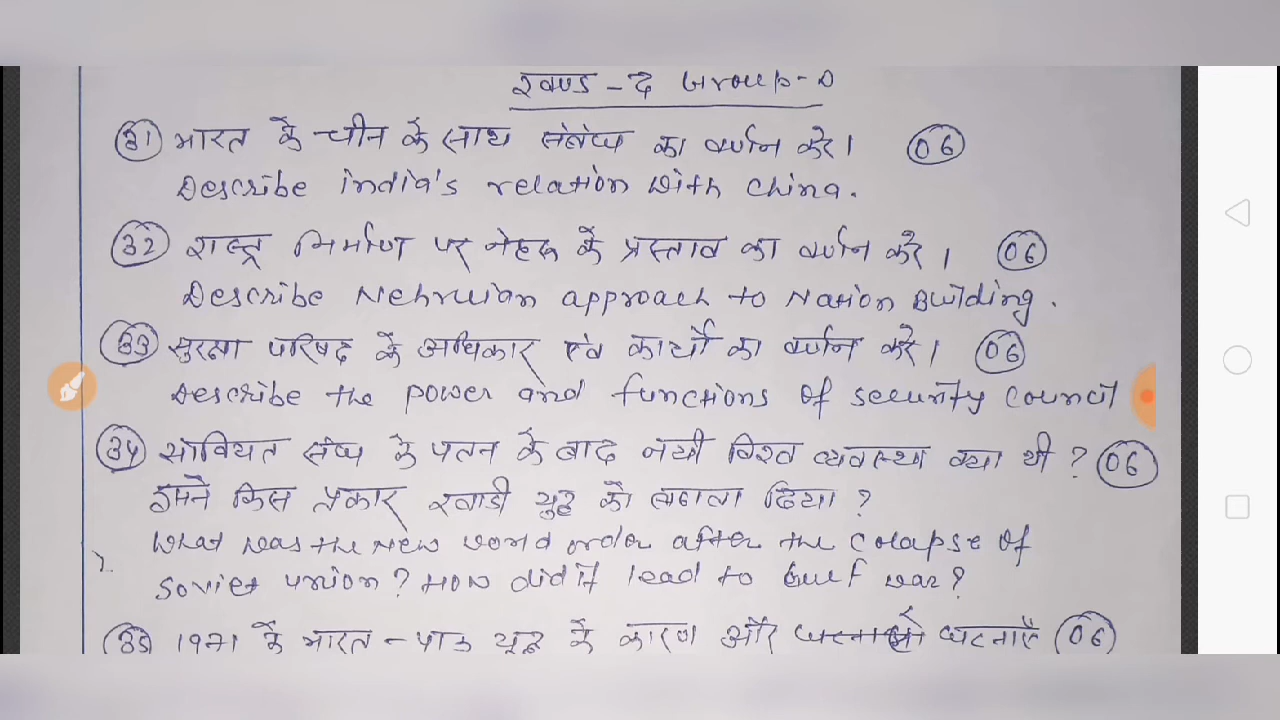 खण्ड - द Group-D
31 भारत के चीन के साथ संबंध का वर्णन करें। 06
Describe india's relation with China.
32 राष्ट्र निर्माण पर नेहरू के प्रस्ताव का वर्णन करें। 06
Describe Nehruvian approach to Nation Building.
33 सुरक्षा परिषद के अधिकार एवं कार्यों का वर्णन करें। 06
Describe the power and functions of security council
34 सोवियत संघ के पतन के बाद नयी विश्व व्यवस्था क्या थी ? 06
इसने किस प्रकार खाड़ी युद्ध को बढावा दिया ?
What was the New world order after the colapse of
Soviet union? How did it lead to Gulf war?
35 1971 के भारत - पाक युद्ध के कारण और घटनाएँ 06